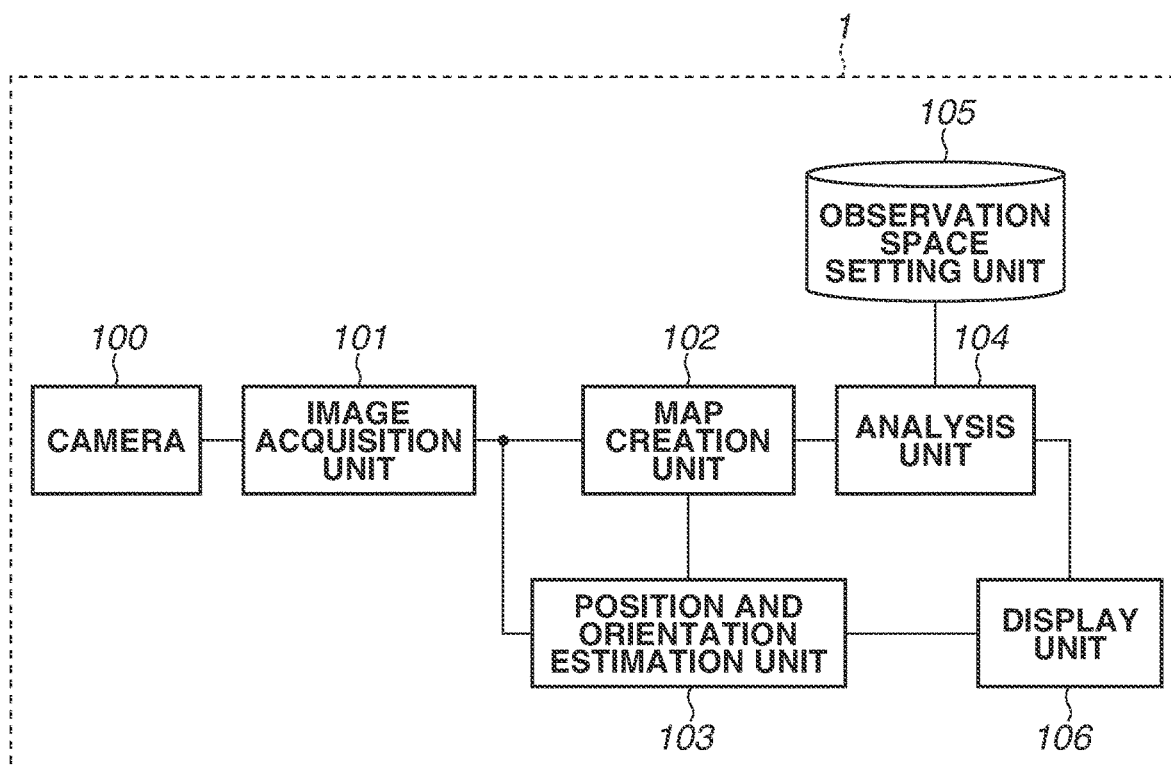 1
105
OBSERVATION
SPACE
SETTING UNIT
100
101
102
104
CAMERA
IMAGE
ACQUISITION
UNIT
MAP
CREATION
UNIT
ANALYSIS
UNIT
POSITION AND
ORIENTATION
ESTIMATION UNIT
DISPLAY
UNIT
103
106